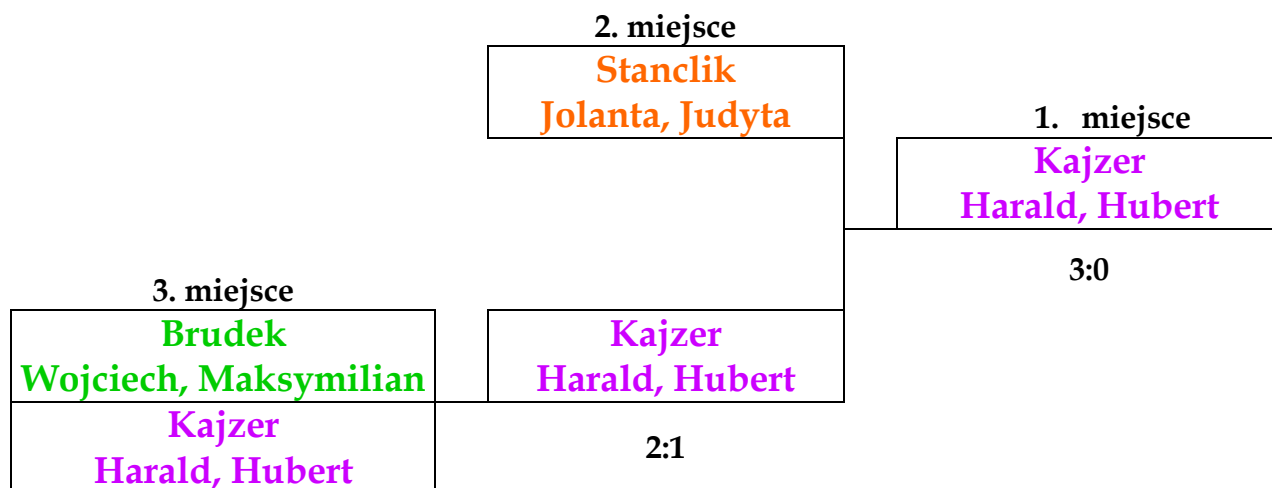 2. miejsce
Stanclik
Jolanta, Judyta
1. miejsce
Kajzer
Harald, Hubert
3:0
3. miejsce
Brudek
Wojciech, Maksymilian
Kajzer
Harald, Hubert
Kajzer
Harald, Hubert
2:1